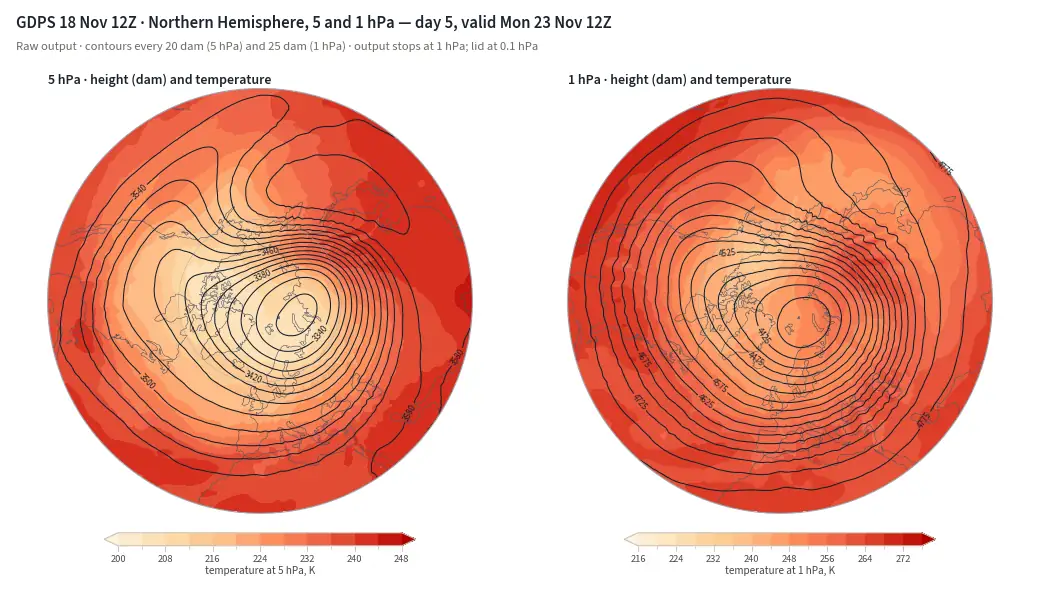 GDPS 18 Nov 12Z · Northern Hemisphere, 5 and 1 hPa — day 5, valid Mon 23 Nov 12Z
Raw output · contours every 20 dam (5 hPa) and 25 dam (1 hPa) · output stops at 1 hPa; lid at 0.1 hPa
5 hPa · height (dam) and temperature
3540
3460
3380
3340
3420
3500
3580
3540
200 208 216 224 232 240 248
temperature at 5 hPa, K
1 hPa · height (dam) and temperature
4775
4525
4425
4475
4675
4575
4625
4725
4775
216 224 232 240 248 256 264 272
temperature at 1 hPa, K